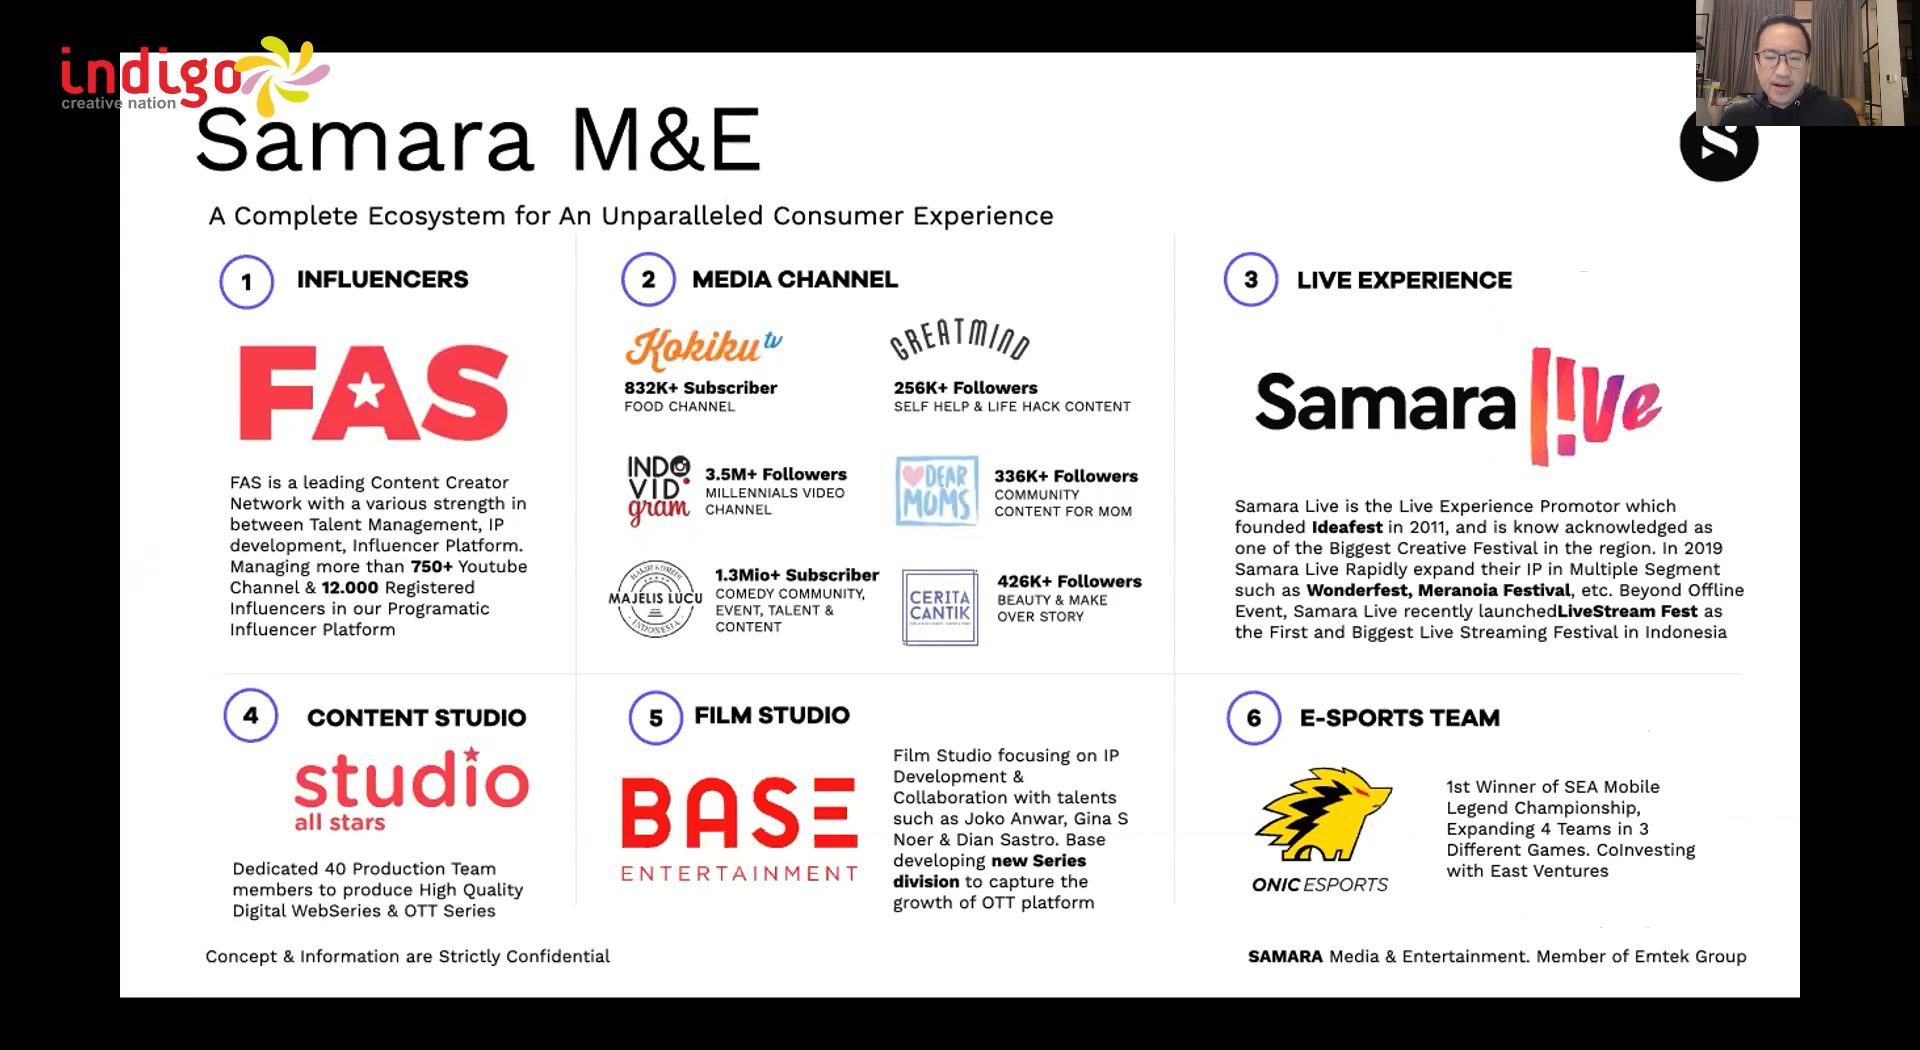 indigo
creative nation
Samara M&E
A Complete Ecosystem for An Unparalleled Consumer Experience
1 INFLUENCERS
FAS
FAS is a leading Content Creator
Network with a various strength in
between Talent Management, IP
development, Influencer Platform.
Managing more than 750+ Youtube
Channel & 12.000 Registered
Influencers in our Programatic
Influencer Platform
2 MEDIA CHANNEL
Kokiku tv
832K+ Subscriber
FOOD CHANNEL
GREATMIND
256K+ Followers
SELF HELP & LIFE HACK CONTENT
INDO
VID
gram
3.5M+ Followers
MILLENNIALS VIDEO
CHANNEL
DEAR
MOMS
336K+ Followers
COMMUNITY
CONTENT FOR MOM
MAJELIS LUCU
INDONESIA
1.3Mio+ Subscriber
COMEDY COMMUNITY,
EVENT, TALENT &
CONTENT
CERITA
CANTIK
426K+ Followers
BEAUTY & MAKE
OVER STORY
3 LIVE EXPERIENCE
Samara l!ve
Samara Live is the Live Experience Promotor which
founded Ideafest in 2011, and is know acknowledged as
one of the Biggest Creative Festival in the region. In 2019
Samara Live Rapidly expand their IP in Multiple Segment
such as Wonderfest, Meranoia Festival, etc. Beyond Offline
Event, Samara Live recently launchedLiveStream Fest as
the First and Biggest Live Streaming Festival in Indonesia
4 CONTENT STUDIO
studio
all stars
Dedicated 40 Production Team
members to produce High Quality
Digital WebSeries & OTT Series
5 FILM STUDIO
BASE
ENTERTAINMENT
Film Studio focusing on IP
Development &
Collaboration with talents
such as Joko Anwar, Gina S
Noer & Dian Sastro. Base
developing new Series
division to capture the
growth of OTT platform
6 E-SPORTS TEAM
ONIC ESPORTS
1st Winner of SEA Mobile
Legend Championship,
Expanding 4 Teams in 3
Different Games. CoInvesting
with East Ventures
Concept & Information are Strictly Confidential
SAMARA Media & Entertainment. Member of Emtek Group